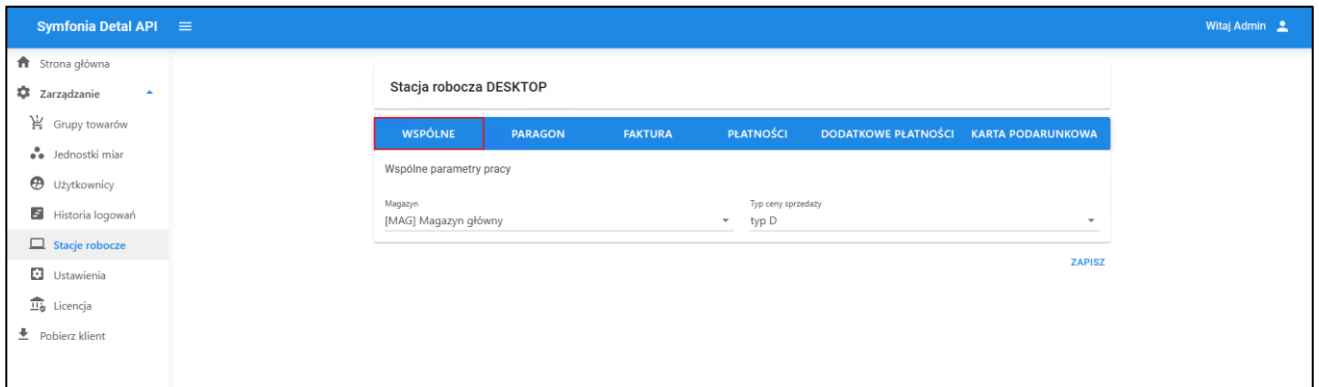 Symfonia Detal API
Witaj Admin
Strona główna
Zarządzanie
Grupy towarów
Jednostki miar
Użytkownicy
Historia logowań
Stacje robocze
Ustawienia
Licencja
Pobierz klient
Stacja robocza DESKTOP
WSPÓLNE PARAGON FAKTURA PŁATNOŚCI DODATKOWE PŁATNOŚCI KARTA PODARUNKOWA
Wspólne parametry pracy
Magazyn
[MAG] Magazyn główny
Typ ceny sprzedaży
typ D
ZAPISZ